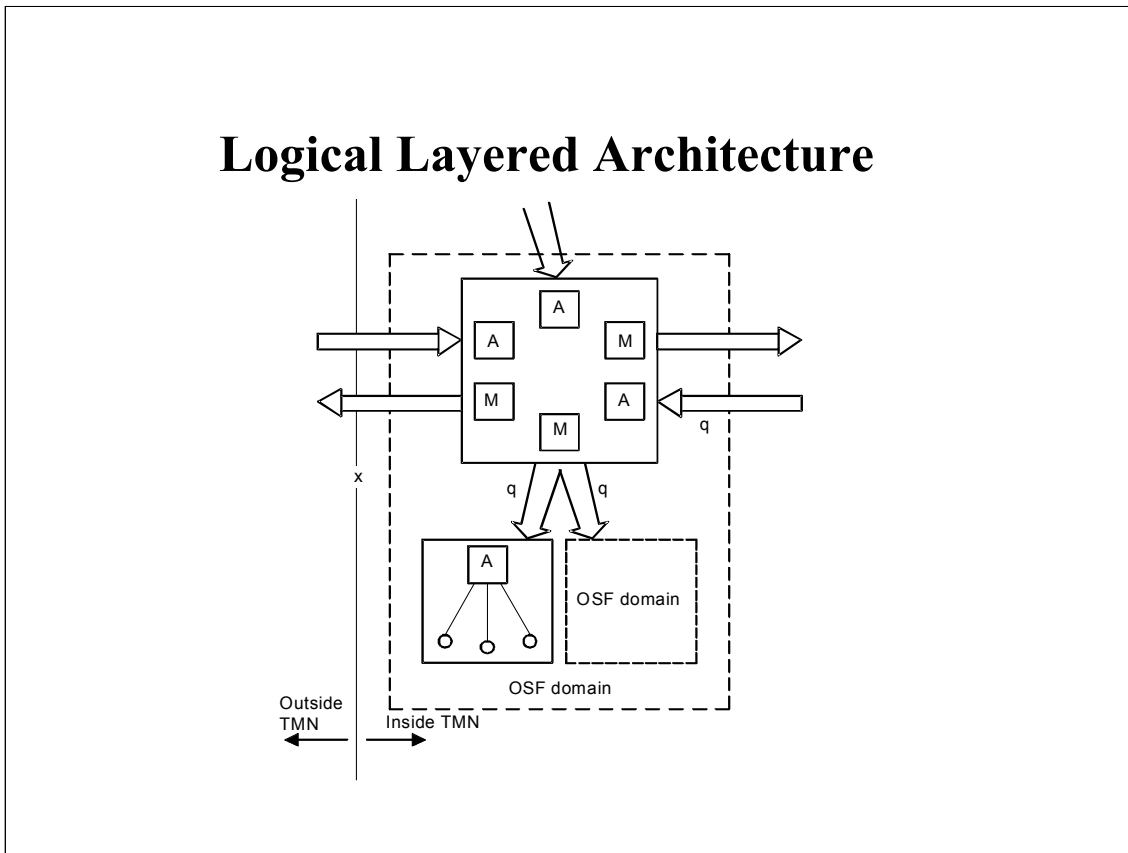 Logical Layered Architecture
A
A
M
M
A
q
M
x
q
q
A
OSF domain
OSF domain
Outside
TMN
Inside TMN